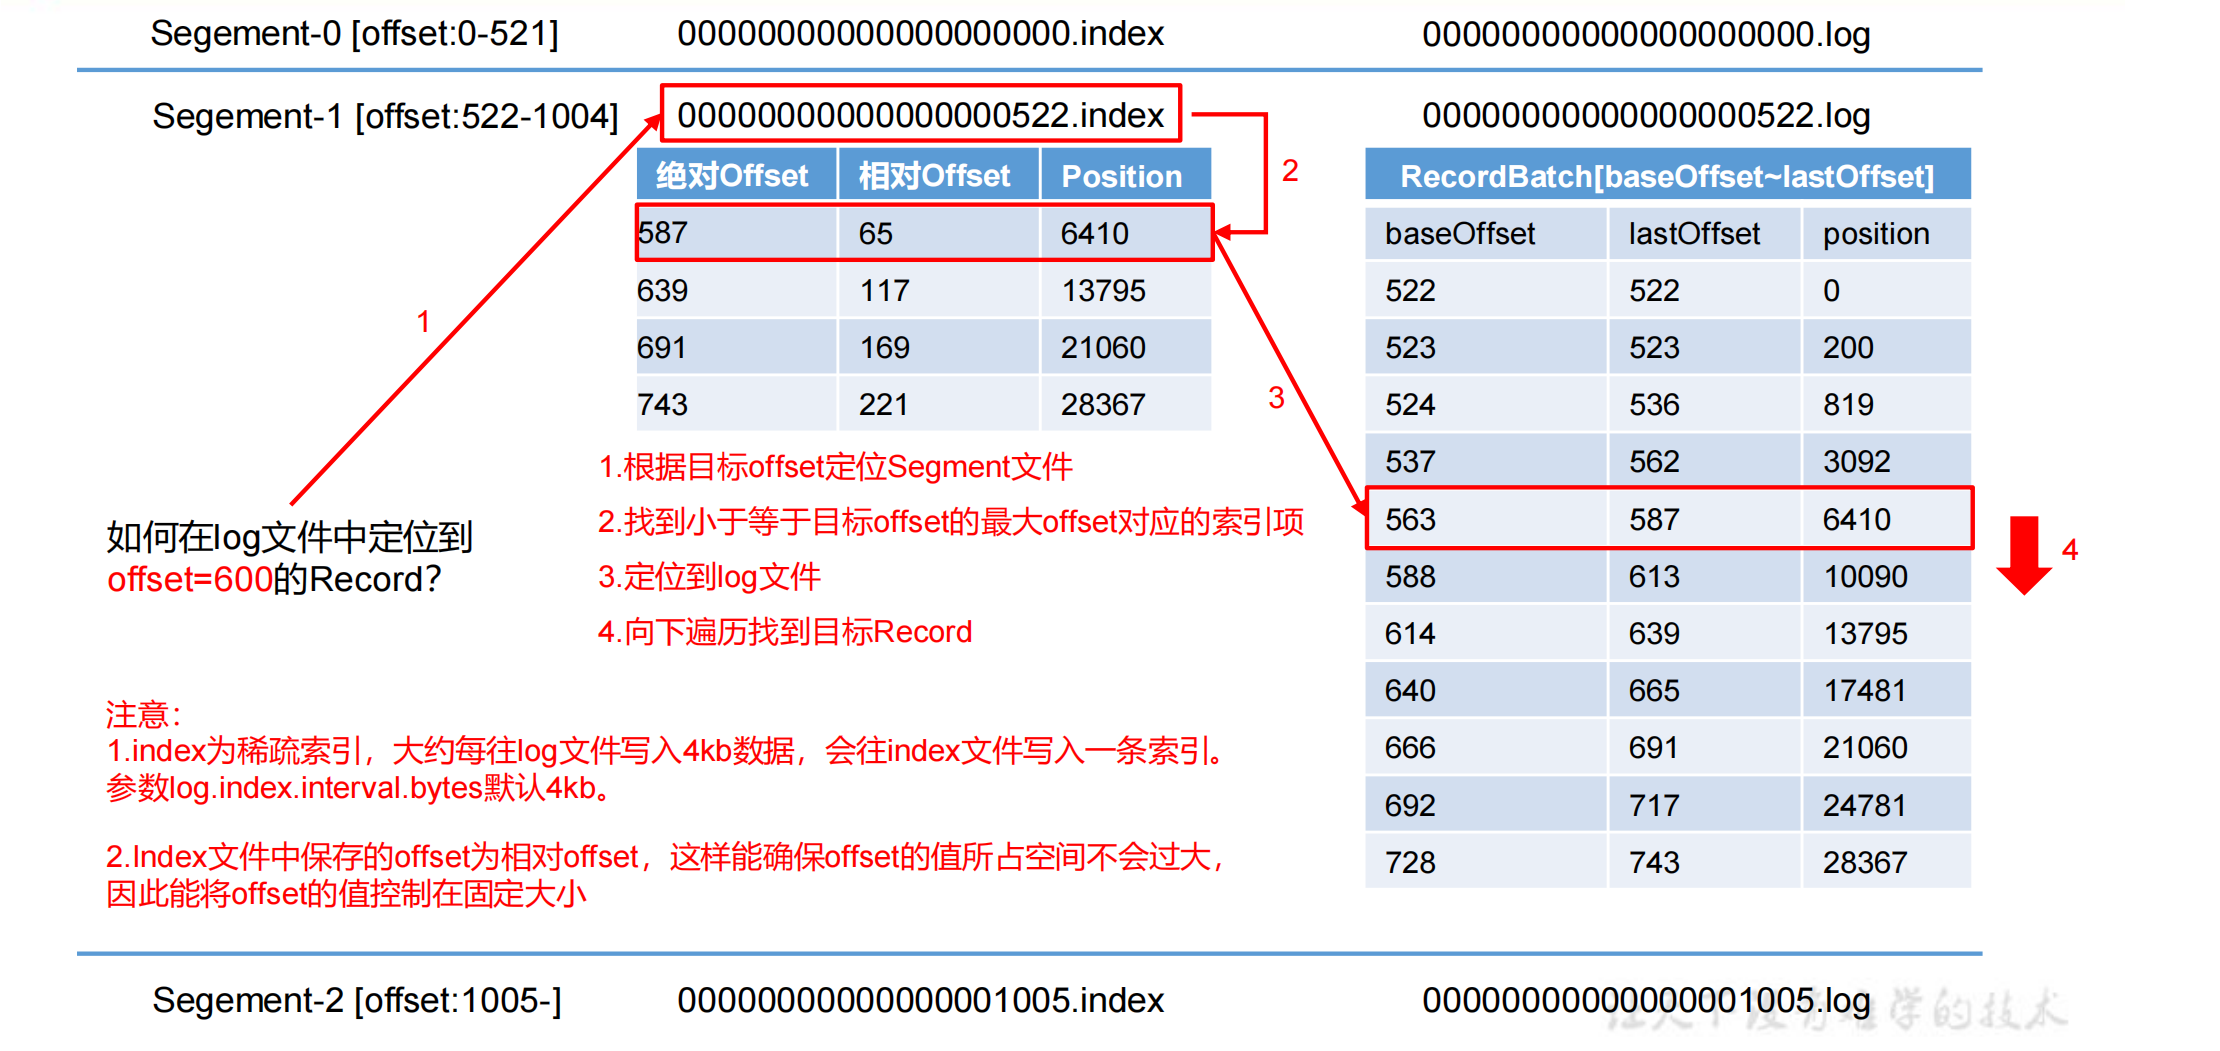 Segement-0 [offset:0-521] 00000000000000000000.index 00000000000000000000.log
Segement-1 [offset:522-1004] 00000000000000000522.index 00000000000000000522.log
绝对Offset 相对Offset Position
587 65 6410
639 117 13795
691 169 21060
743 221 28367
RecordBatch[baseOffset~lastOffset]
baseOffset lastOffset position
522 522 0
523 523 200
524 536 819
537 562 3092
563 587 6410
588 613 10090
614 639 13795
640 665 17481
666 691 21060
692 717 24781
728 743 28367
1
2
3
4
如何在log文件中定位到
offset=600的Record？
1.根据目标offset定位Segment文件
2.找到小于等于目标offset的最大offset对应的索引项
3.定位到log文件
4.向下遍历找到目标Record
注意：
1.index为稀疏索引，大约每往log文件写入4kb数据，会往index文件写入一条索引。
参数log.index.interval.bytes默认4kb。
2.Index文件中保存的offset为相对offset，这样能确保offset的值所占空间不会过大，
因此能将offset的值控制在固定大小
Segement-2 [offset:1005-] 00000000000000001005.index 00000000000000001005.log
让天下没有难学的技术